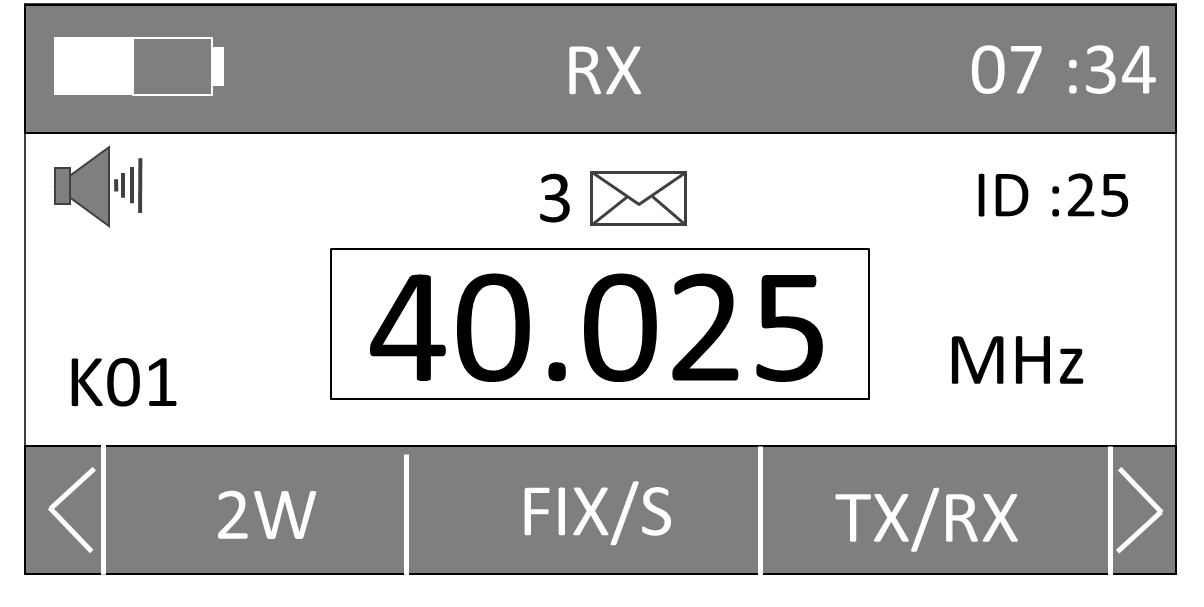 RX 07 :34
3 ID :25
40.025
K01 MHz
2W FIX/S TX/RX